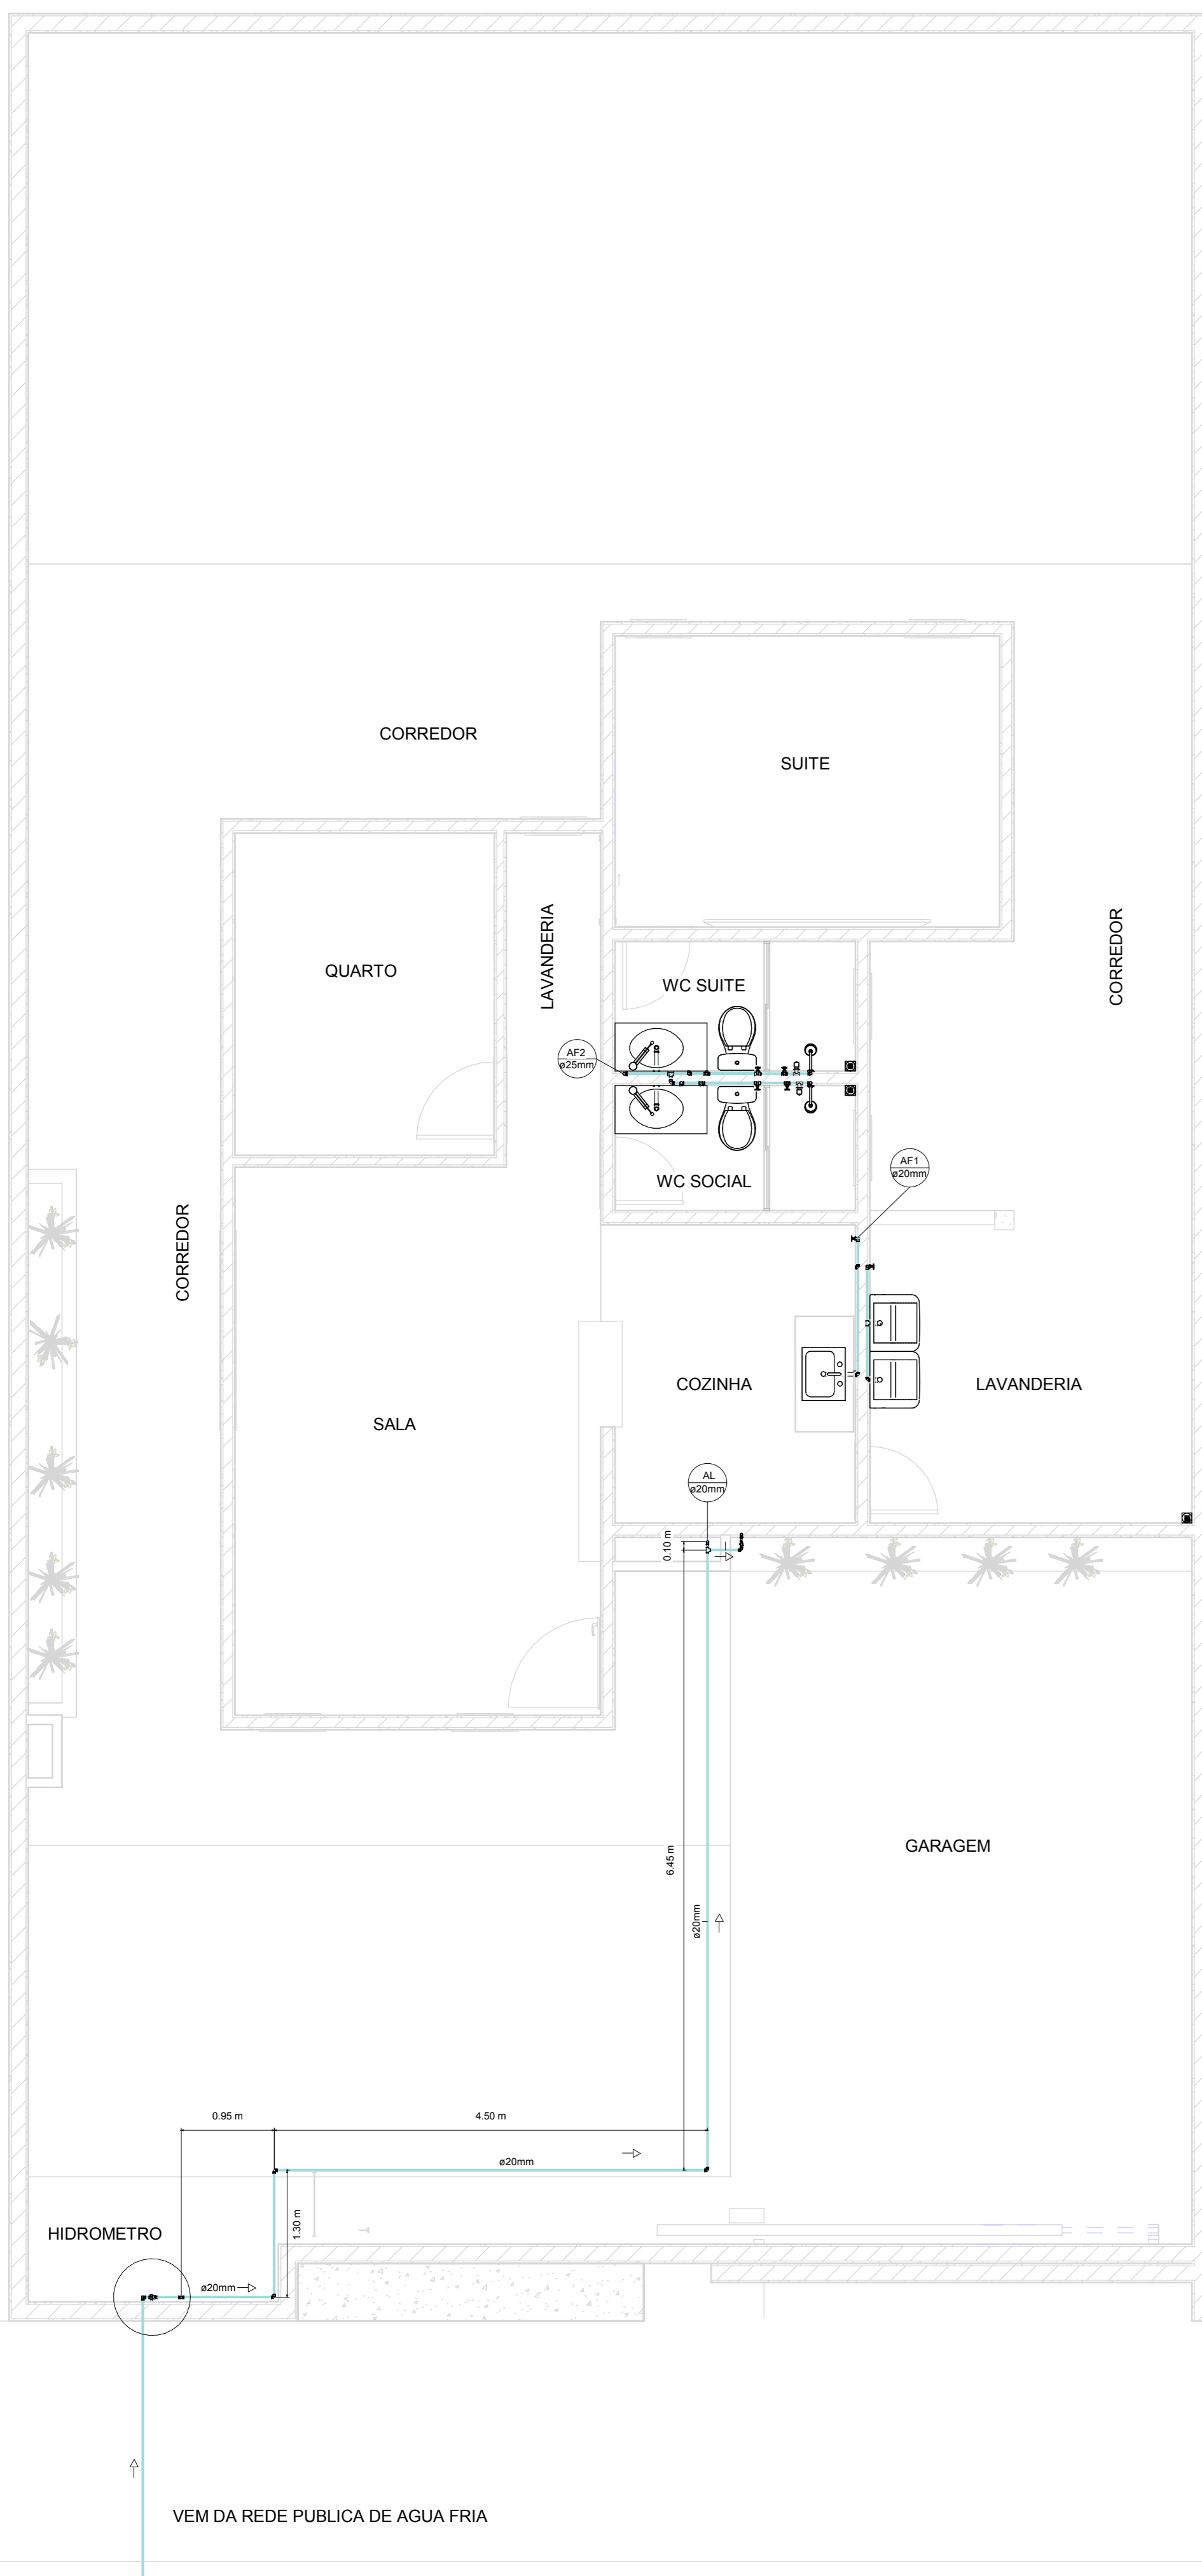 CORREDOR
SUITE
LAVANDERIA
CORREDOR
QUARTO
WC SUITE
AF2
ø25mm
AF1
ø20mm
WC SOCIAL
CORREDOR
COZINHA
LAVANDERIA
SALA
AL
ø20mm
0.10 m
GARAGEM
6.45 m
ø20mm
0.95 m
4.50 m
ø20mm
1.30 m
HIDROMETRO
ø20mm
VEM DA REDE PUBLICA DE AGUA FRIA